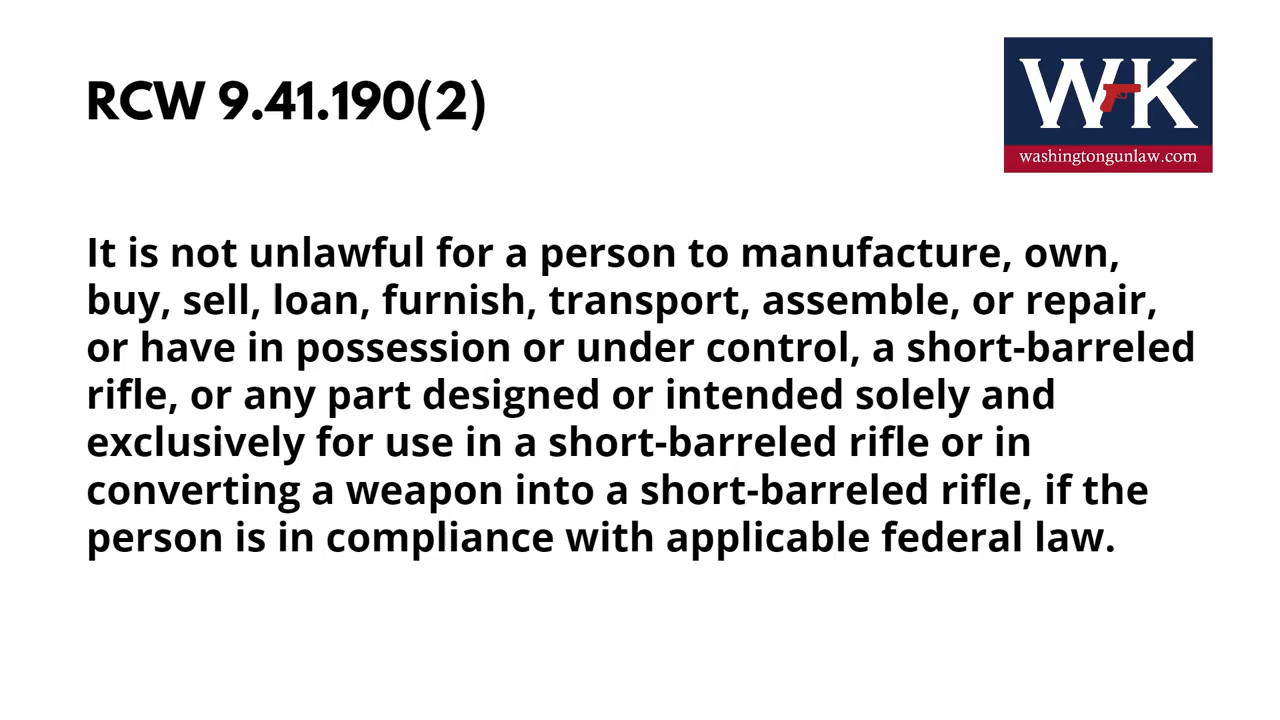 RCW 9.41.190(2)
WK
washingtongunlaw.com
It is not unlawful for a person to manufacture, own,
buy, sell, loan, furnish, transport, assemble, or repair,
or have in possession or under control, a short-barreled
rifle, or any part designed or intended solely and
exclusively for use in a short-barreled rifle or in
converting a weapon into a short-barreled rifle, if the
person is in compliance with applicable federal law.